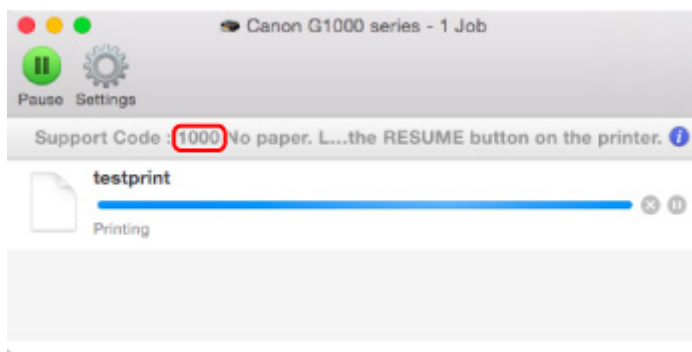 Canon G1000 series - 1 Job
Pause Settings
Support Code : 1000 No paper. L...the RESUME button on the printer.
testprint
Printing